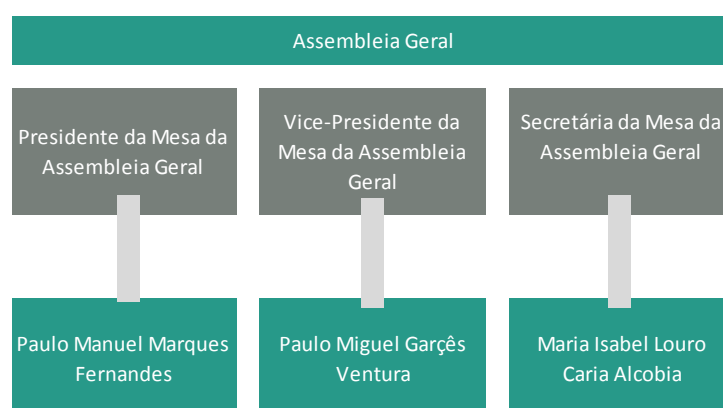 Assembleia Geral
Presidente da Mesa da
Assembleia Geral
Vice-Presidente da
Mesa da Assembleia
Geral
Secretária da Mesa da
Assembleia Geral
Paulo Manuel Marques
Fernandes
Paulo Miguel Garçês
Ventura
Maria Isabel Louro
Caria Alcobia